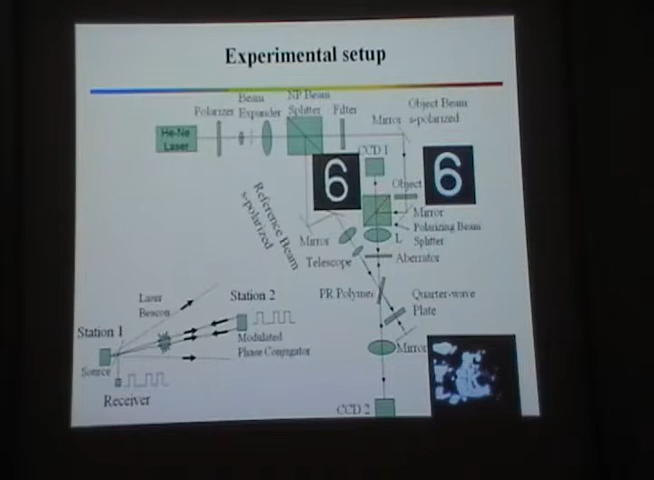 Experimental setup
He-Ne
Laser
Polarizer
Beam
Expander
NP Beam
Splitter
Filter
Mirror
Object Beam
s-polarized
CCD 1
6
6
Object
Mirror
Polarizing Beam
Splitter
Reference Beam
s-polarized
Mirror
Telescope
L
Aberrator
PR Polymer
Quarter-wave
Plate
Mirror
CCD 2
Laser
Beacon
Station 2
Station 1
Modulated
Phase Conjugator
Source
Receiver